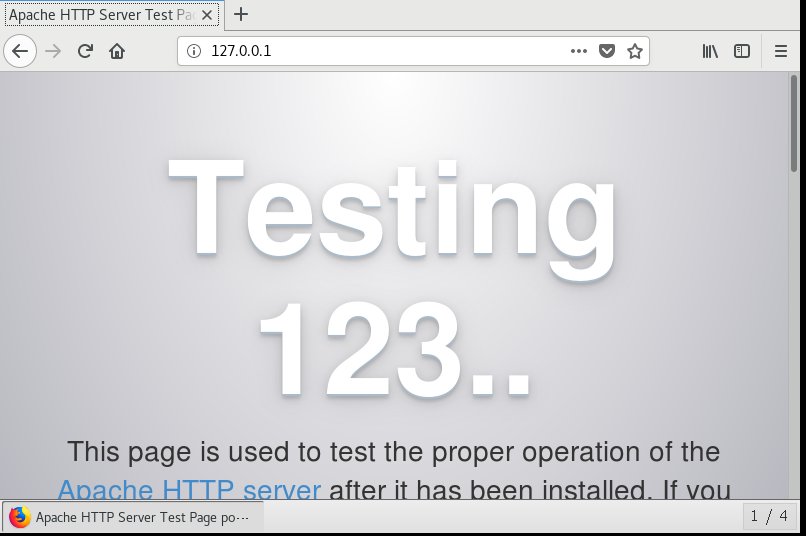 Apache HTTP Server Test Pa
127.0.0.1
Testing
123..
This page is used to test the proper operation of the
Apache HTTP server after it has been installed. If you
Apache HTTP Server Test Page po···
1 / 4